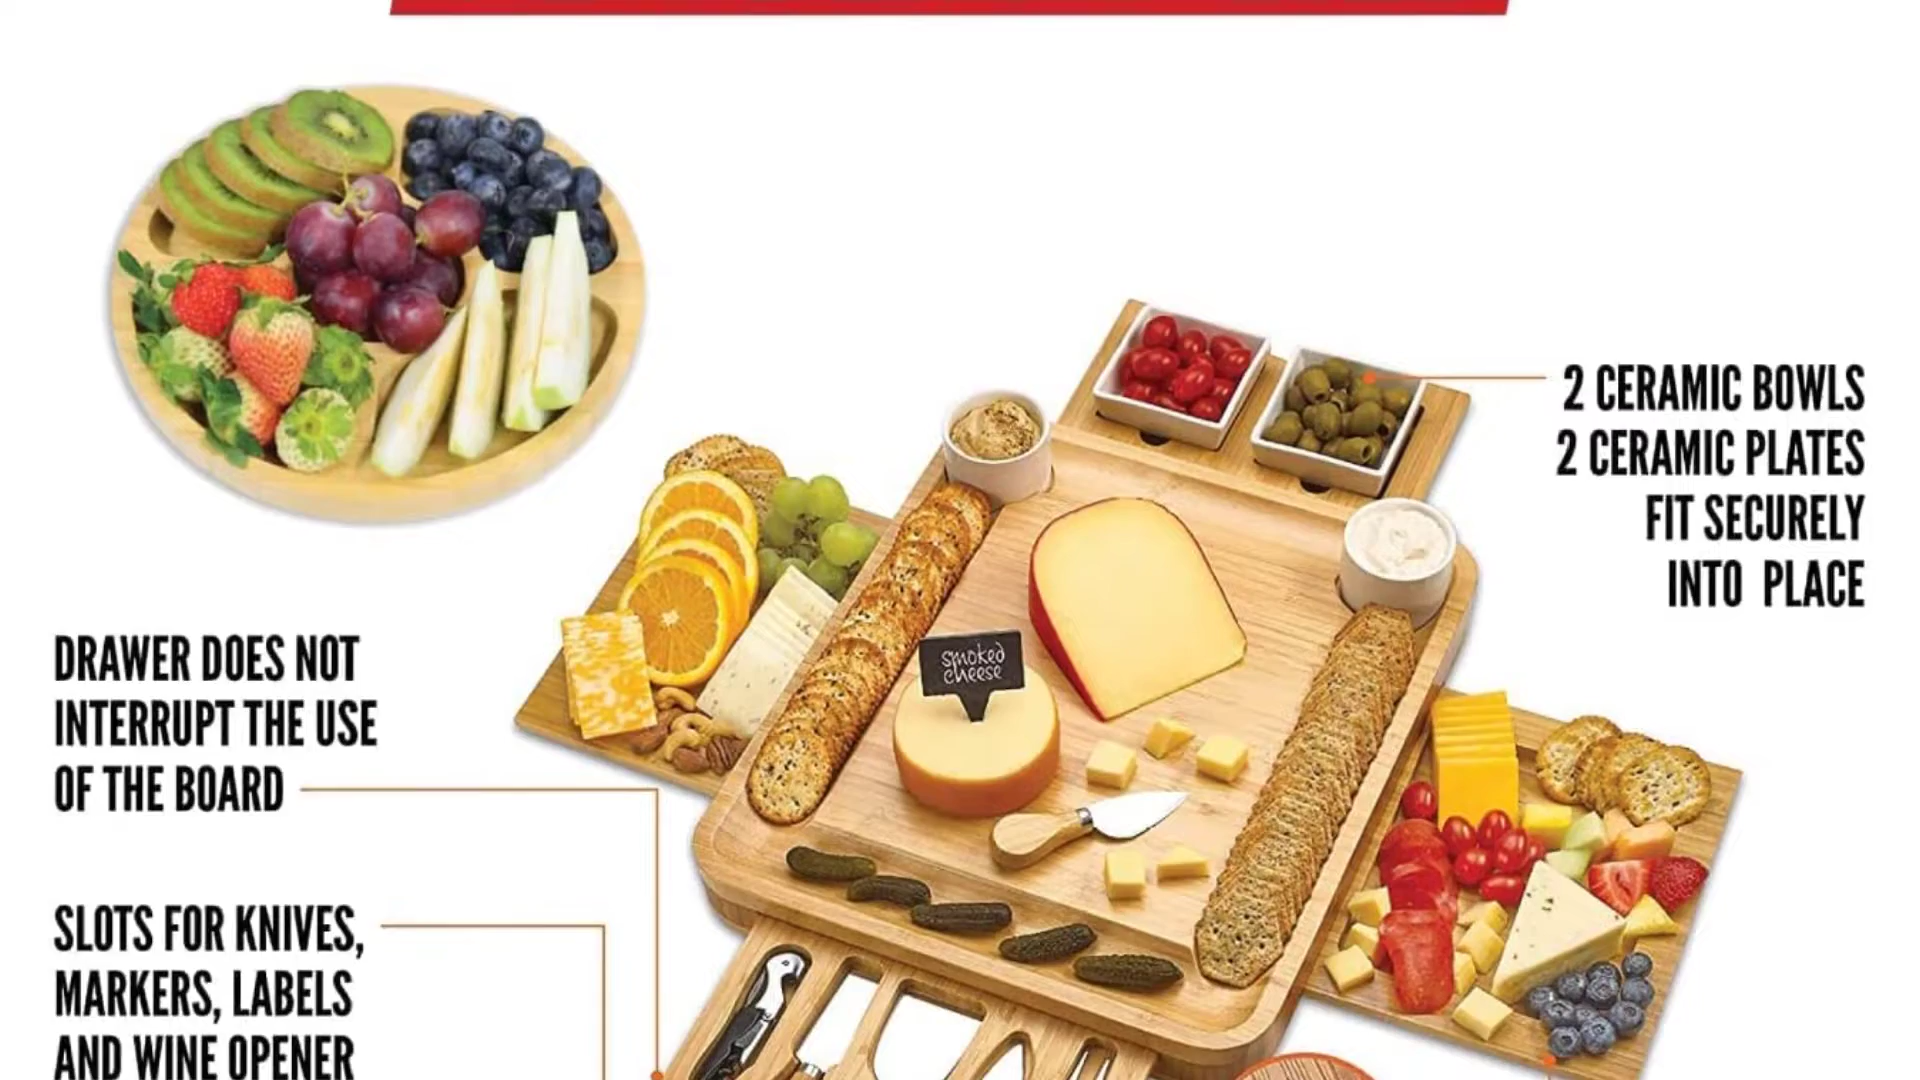 2 CERAMIC BOWLS
2 CERAMIC PLATES
FIT SECURELY
INTO PLACE
smoked
cheese
DRAWER DOES NOT
INTERRUPT THE USE
OF THE BOARD
SLOTS FOR KNIVES,
MARKERS, LABELS
AND WINE OPENER